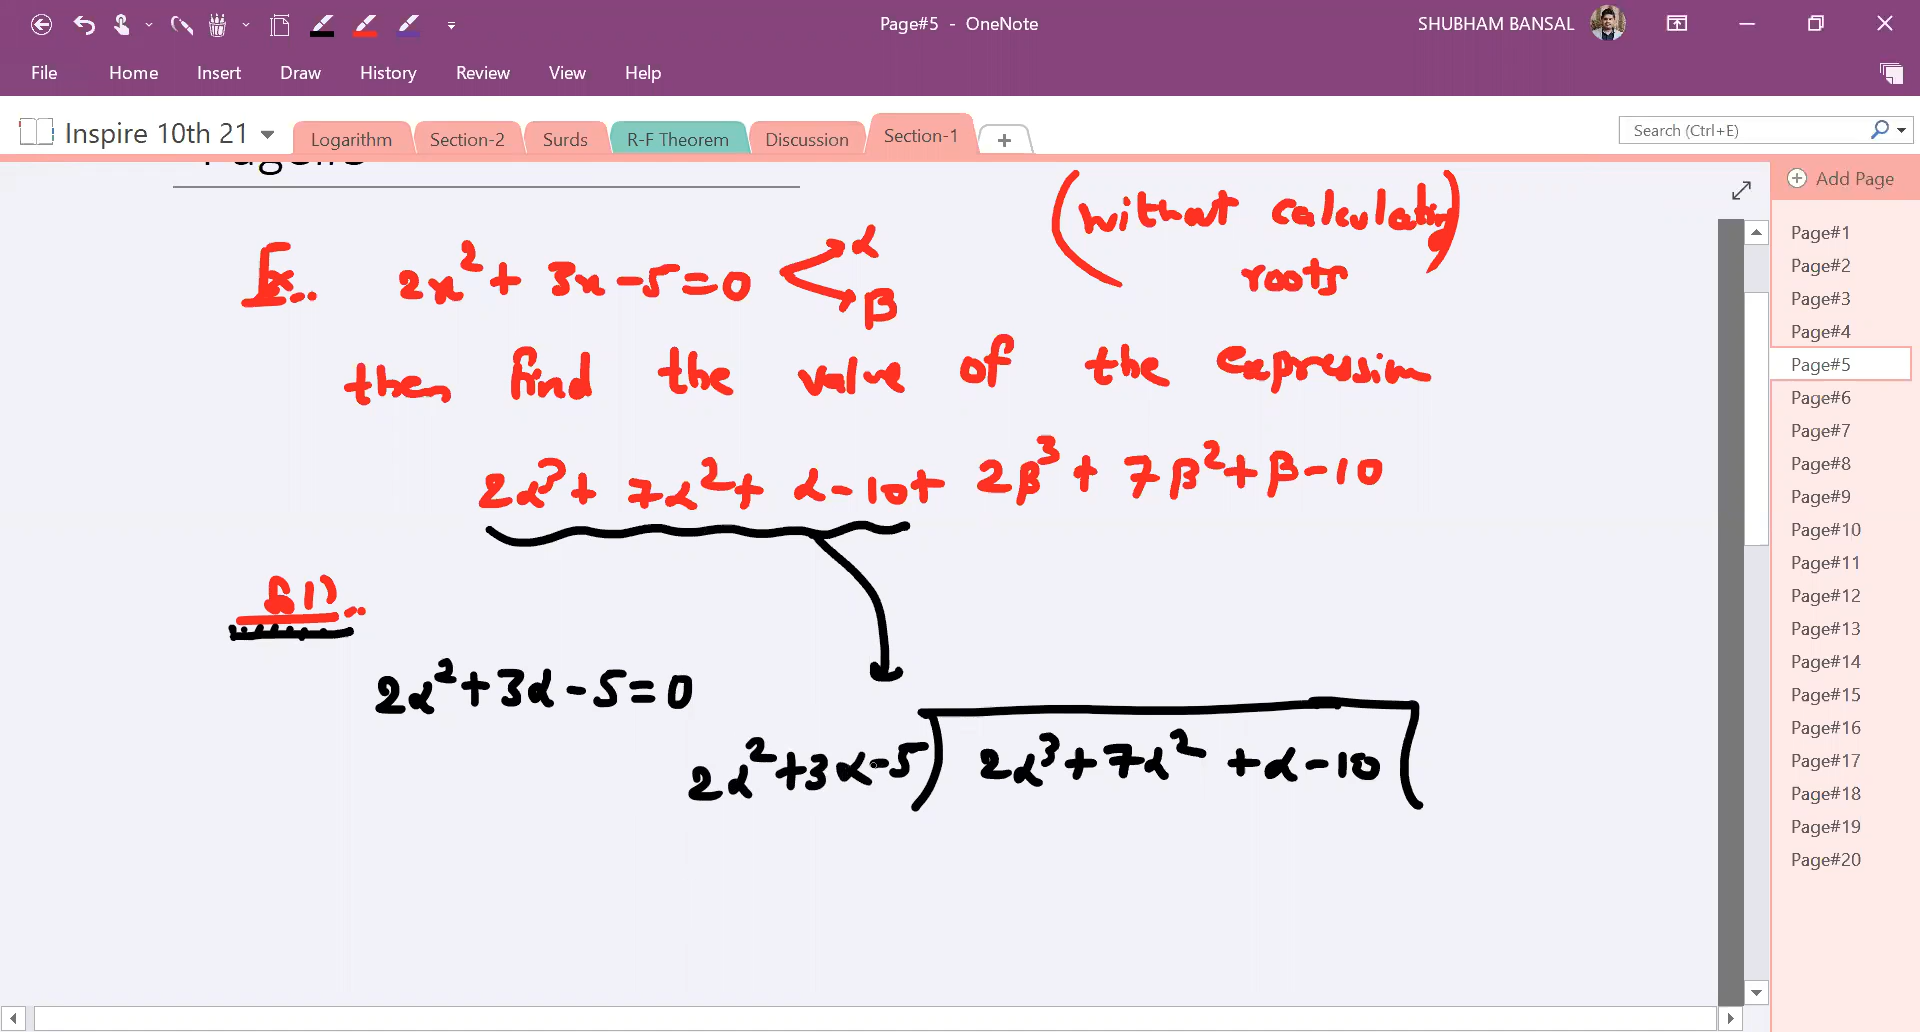 Page#5 - OneNote
SHUBHAM BANSAL
File Home Insert Draw History Review View Help
Inspire 10th 21
Logarithm Section-2 Surds R-F Theorem Discussion Section-1
Search (Ctrl+E)
Add Page
(without calculating
roots)
Ex. 2x² + 3x - 5 = 0 α
β
then find the value of the expression
2α³ + 7α² + α - 10 + 2β³ + 7β² + β - 10
2α² + 3α - 5 = 0
2α² + 3α - 5 ) 2α³ + 7α² + α - 10 (
Page#1
Page#2
Page#3
Page#4
Page#5
Page#6
Page#7
Page#8
Page#9
Page#10
Page#11
Page#12
Page#13
Page#14
Page#15
Page#16
Page#17
Page#18
Page#19
Page#20